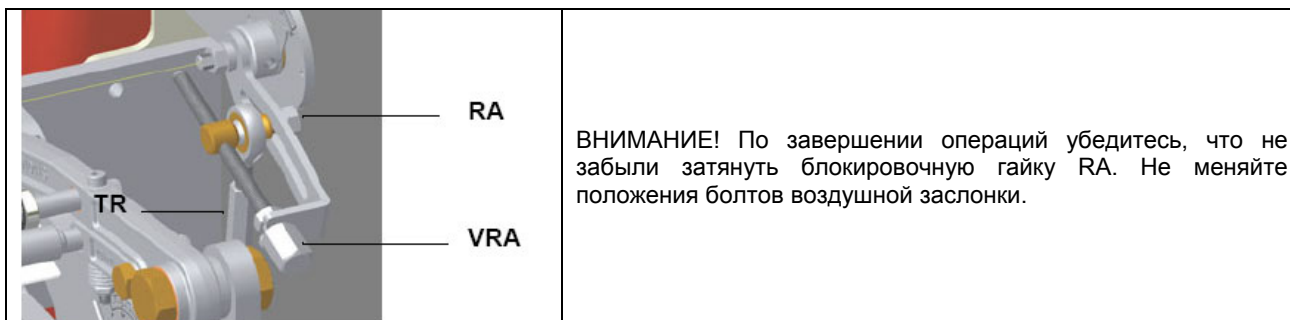 RA
TR
VRA
ВНИМАНИЕ! По завершении операций убедитесь, что не
забыли затянуть блокировочную гайку RA. Не меняйте
положения болтов воздушной заслонки.